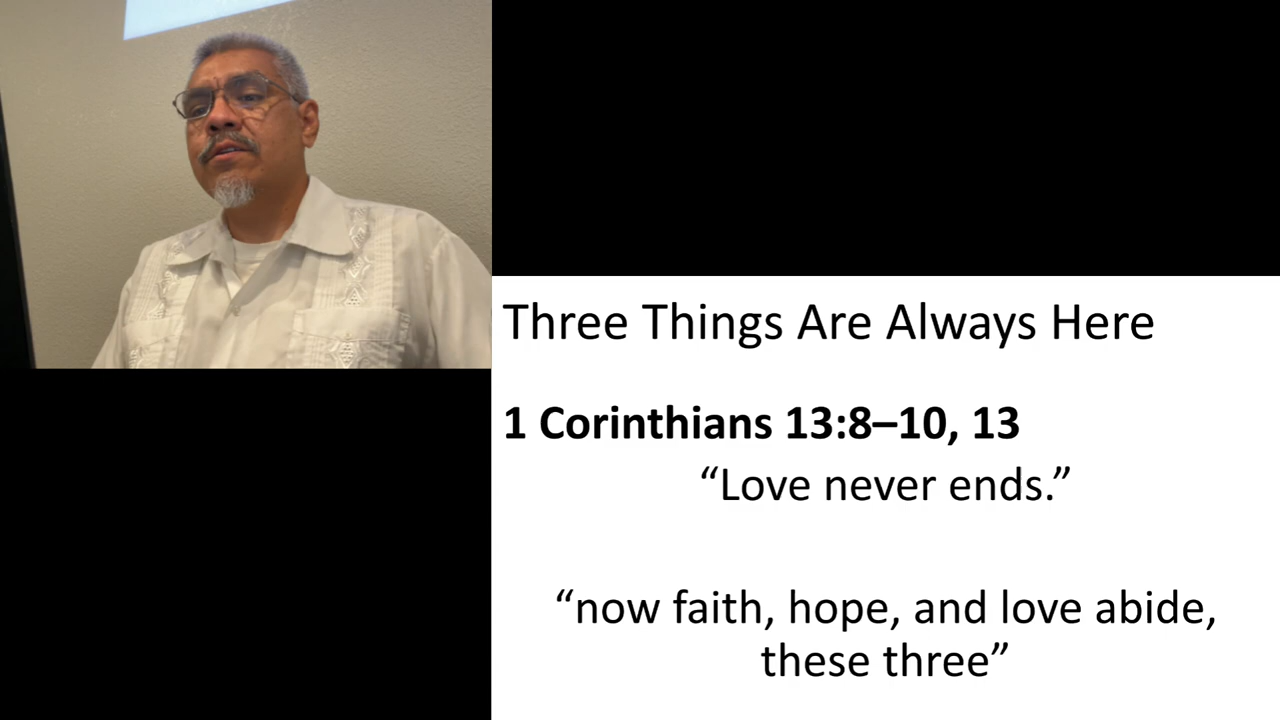 Three Things Are Always Here
1 Corinthians 13:8–10, 13
“Love never ends.”
“now faith, hope, and love abide,
these three”